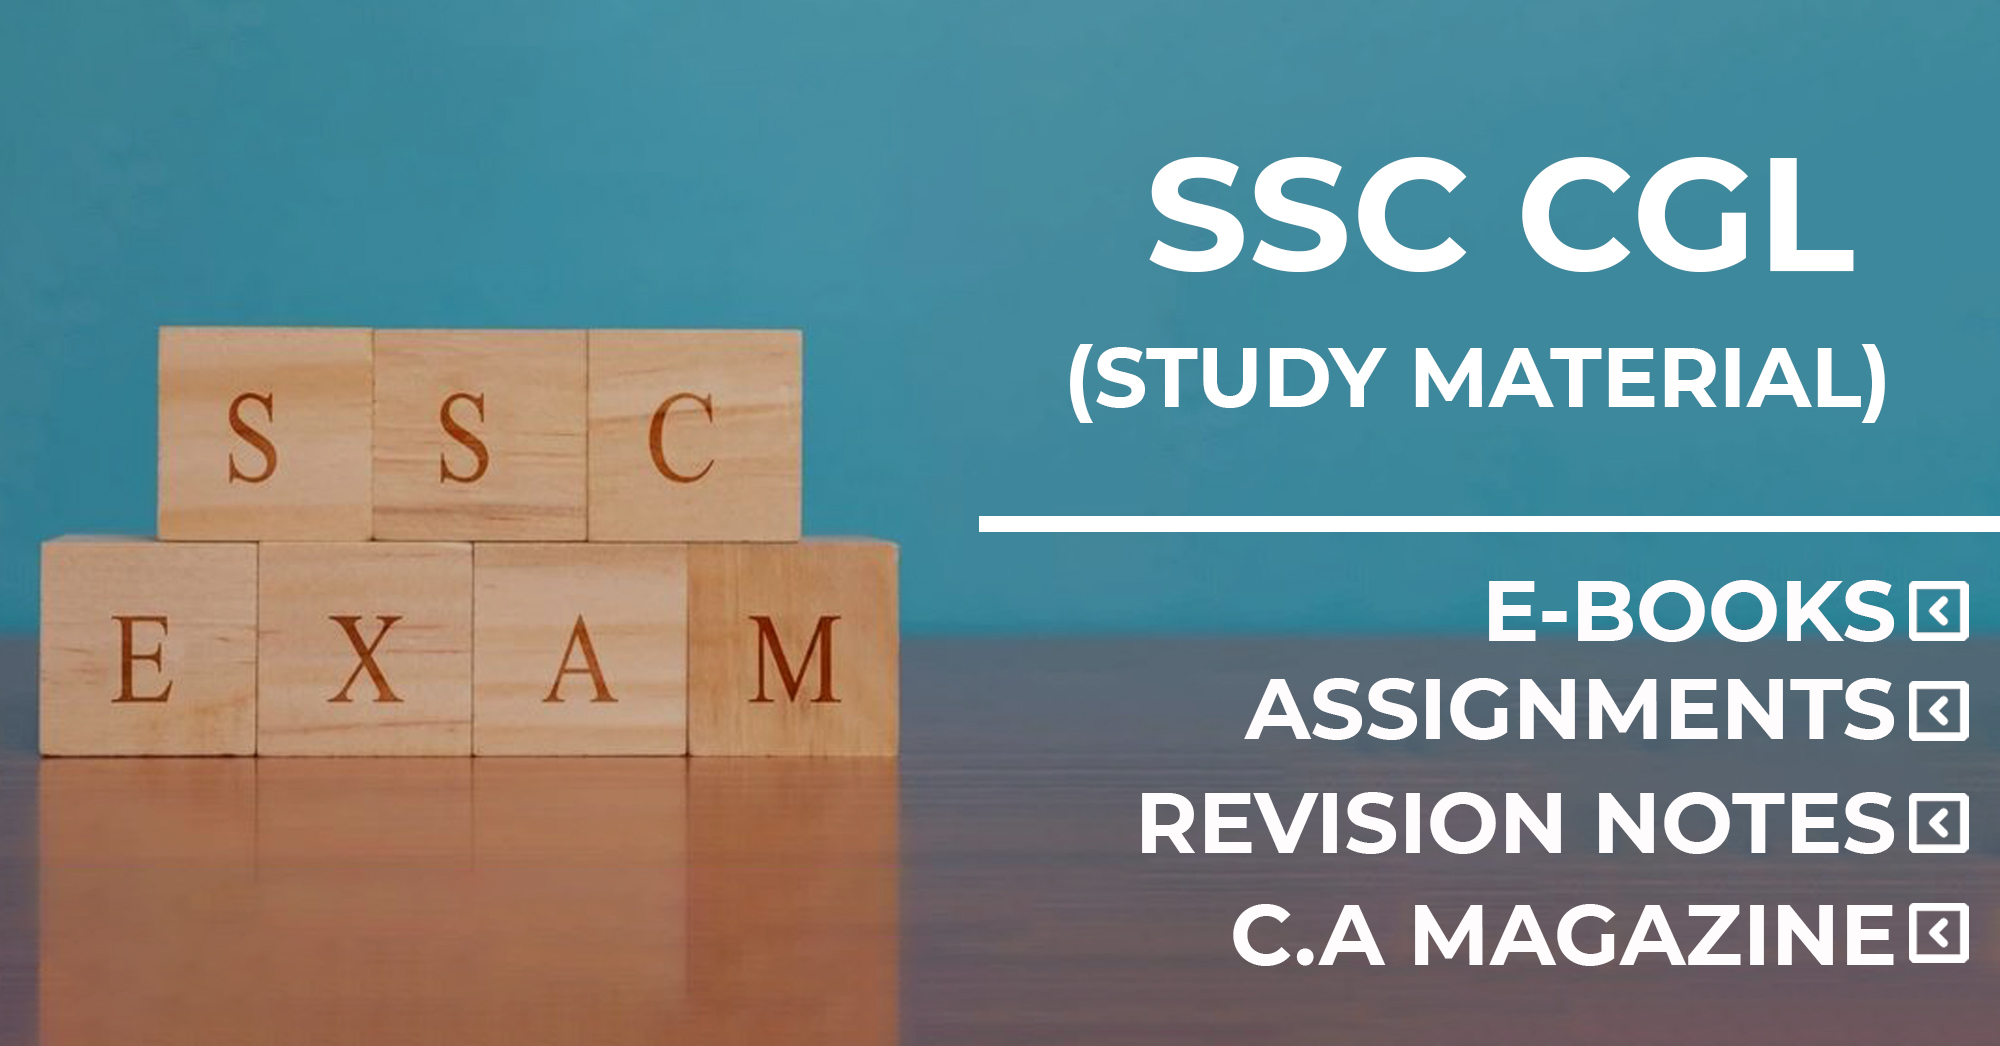 SSC CGL
(STUDY MATERIAL)
S S C
E X A M
E-BOOKS
ASSIGNMENTS
REVISION NOTES
C.A MAGAZINE